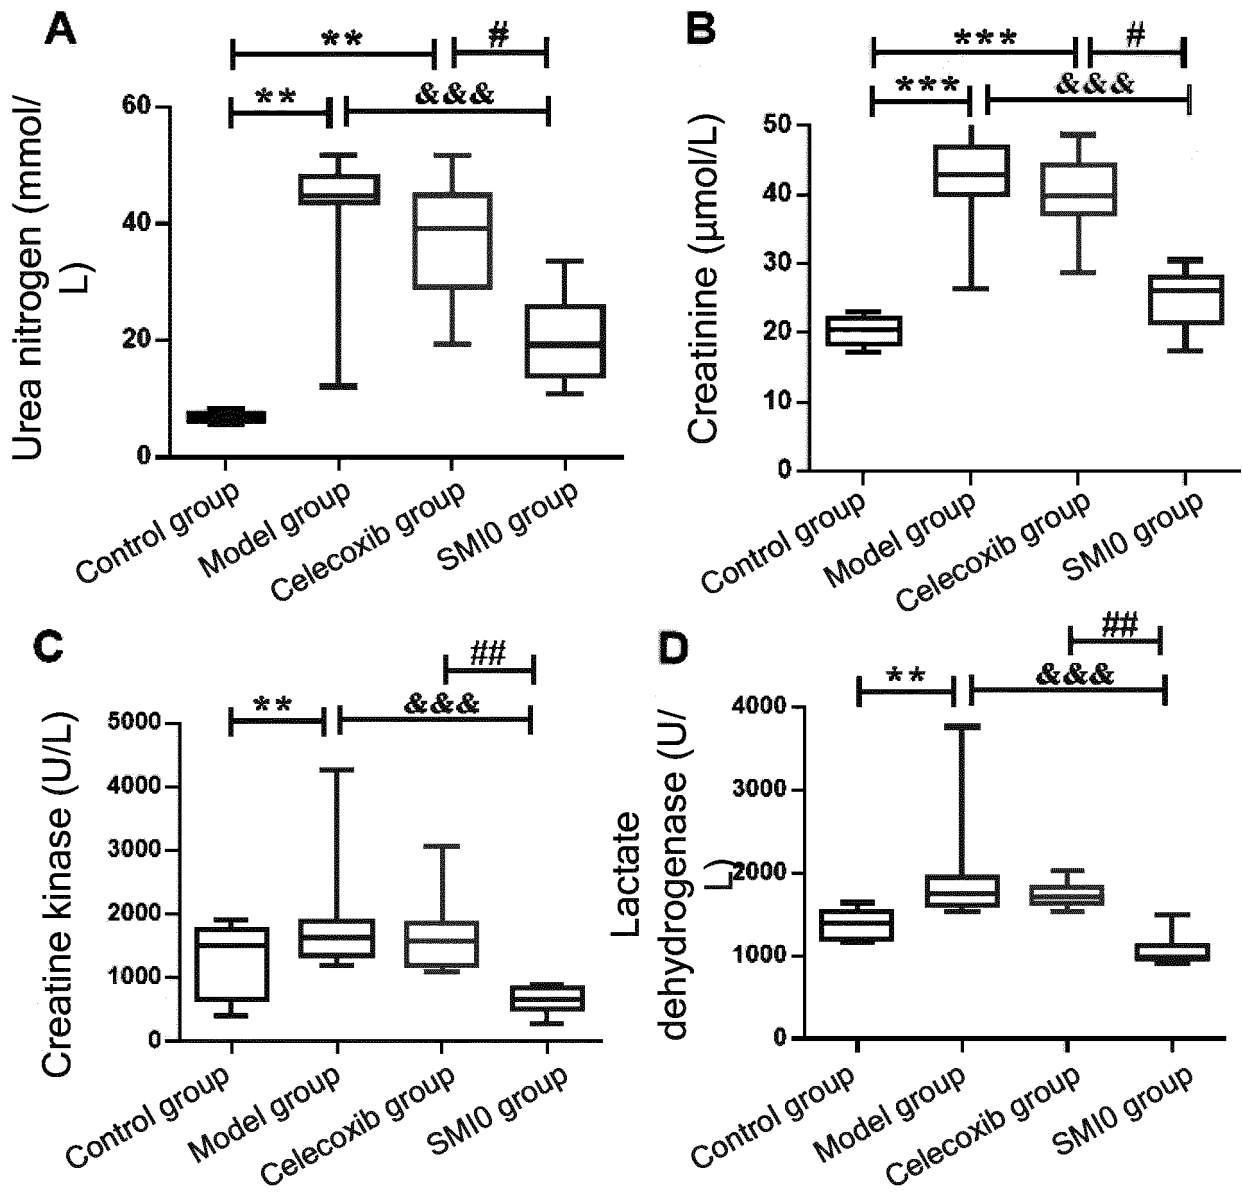 A
** #
** &&&
Urea nitrogen (mmol/
L)
60
40
20
0
Control group
Model group
Celecoxib group
SMI0 group
B
*** #
*** &&&
Creatinine (μmol/L)
50
40
30
20
10
0
Control group
Model group
Celecoxib group
SMI0 group
C
##
** &&&
Creatine kinase (U/L)
5000
4000
3000
2000
1000
0
Control group
Model group
Celecoxib group
SMI0 group
D
##
** &&&
Lactate
dehydrogenase (U/
L)
4000
3000
2000
1000
0
Control group
Model group
Celecoxib group
SMI0 group